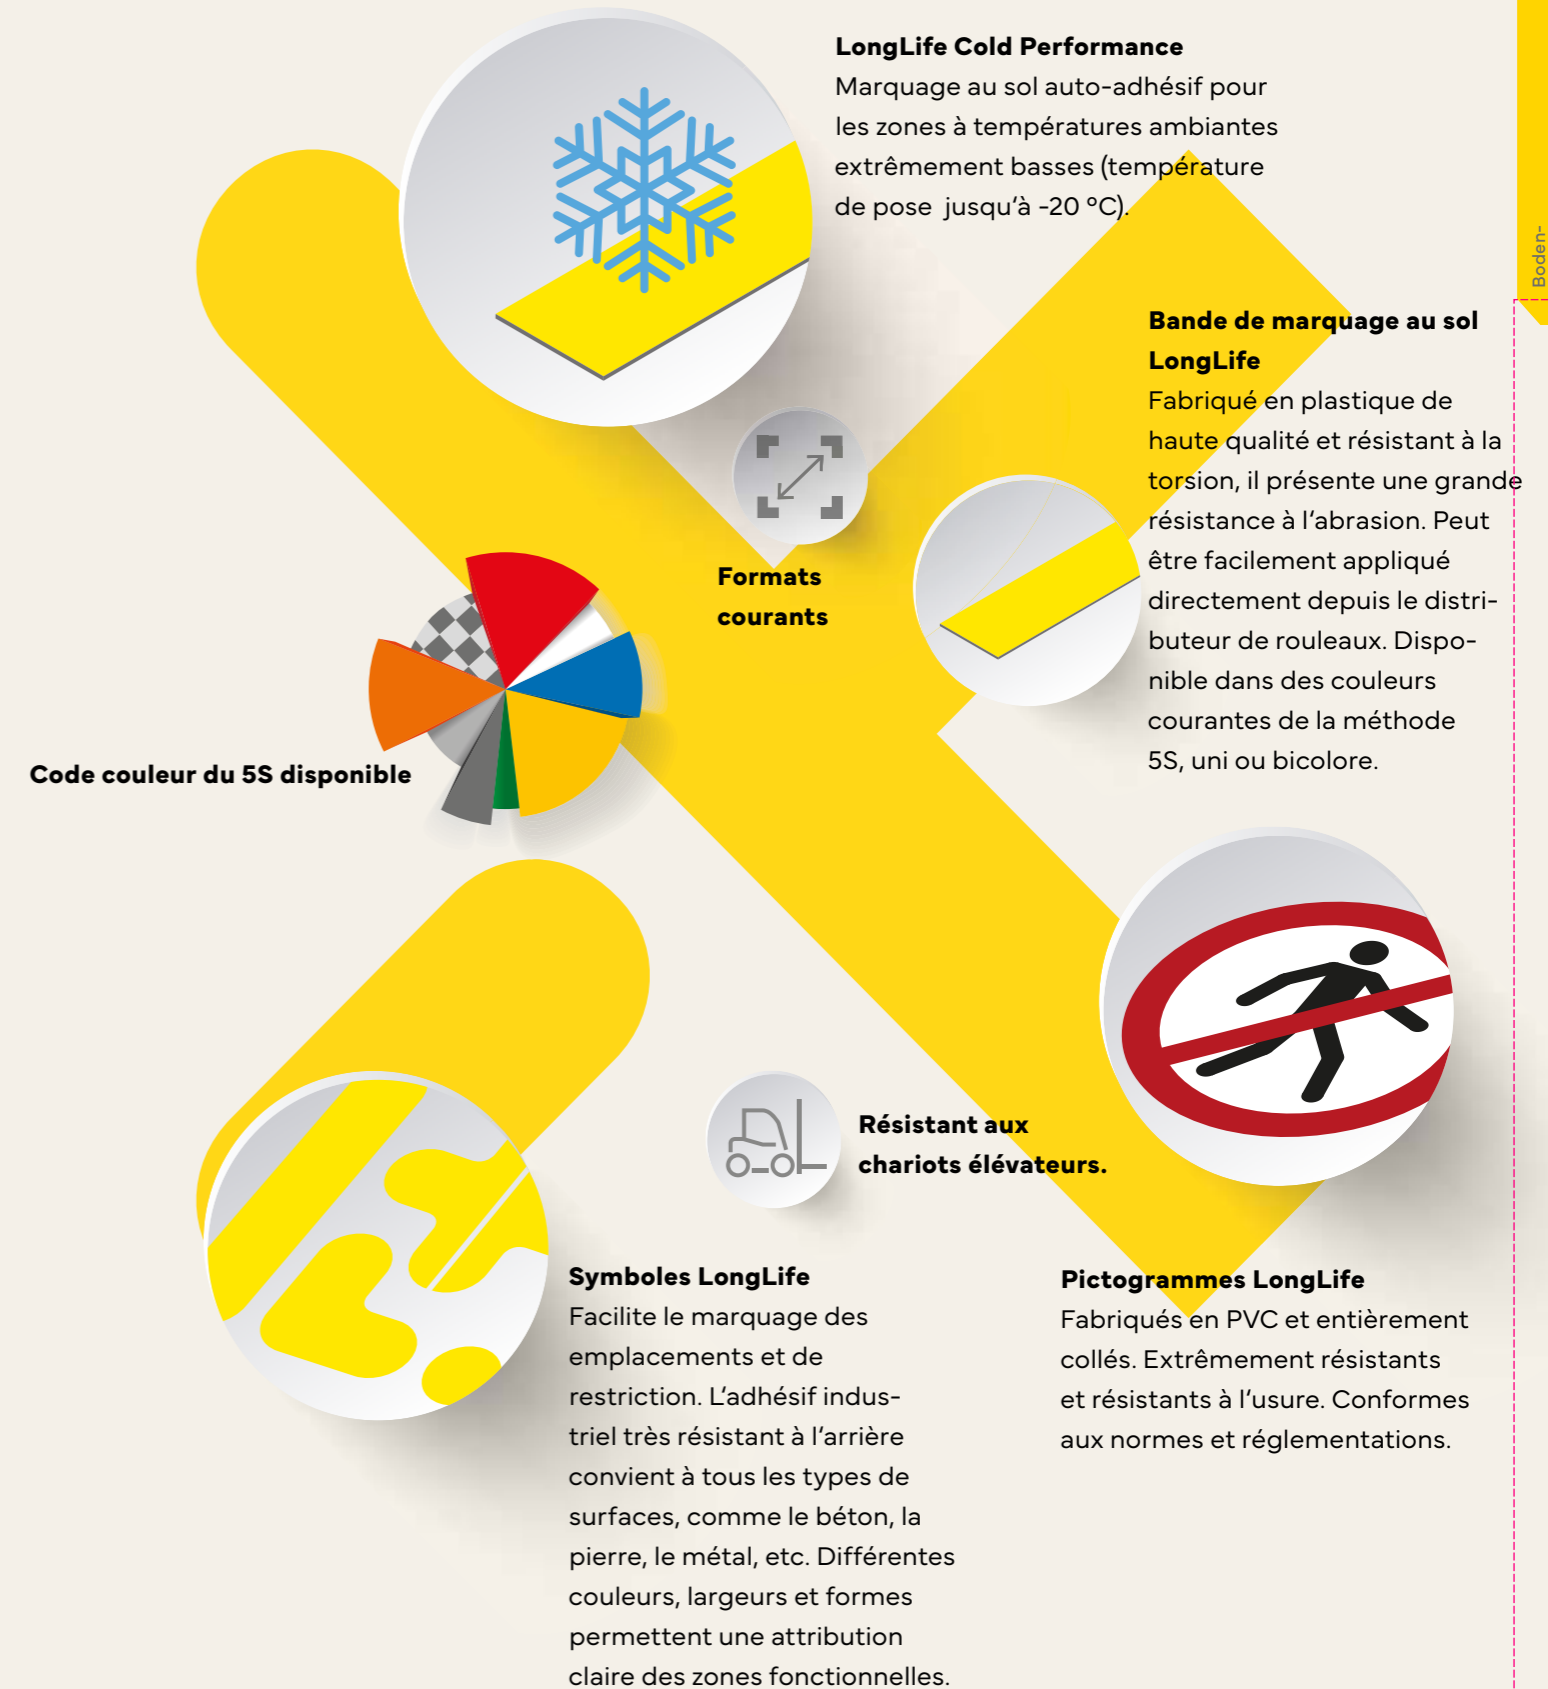 LongLife Cold Performance
Marquage au sol auto-adhésif pour
les zones à températures ambiantes
extrêmement basses (température
de pose  jusqu‘à -20 °C).
Boden-
Bande de marquage au sol
LongLife
Fabriqué en plastique de
haute qualité et résistant à la
torsion, il présente une grande
résistance à l‘abrasion. Peut
être facilement appliqué
directement depuis le distri-
buteur de rouleaux. Dispo-
nible dans des couleurs
courantes de la méthode
5S, uni ou bicolore.
Formats
courants
Code couleur du 5S disponible
Résistant aux
chariots élévateurs.
Symboles LongLife
Facilite le marquage des
emplacements et de
restriction. L‘adhésif indus-
triel très résistant à l‘arrière
convient à tous les types de
surfaces, comme le béton, la
pierre, le métal, etc. Différentes
couleurs, largeurs et formes
permettent une attribution
claire des zones fonctionnelles.
Pictogrammes LongLife
Fabriqués en PVC et entièrement
collés. Extrêmement résistants
et résistants à l‘usure. Conformes
aux normes et réglementations.